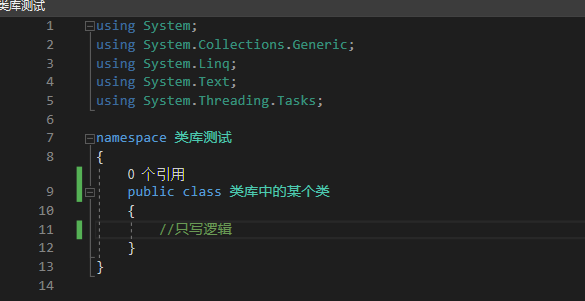 类库测试
1 using System;
2 using System.Collections.Generic;
3 using System.Linq;
4 using System.Text;
5 using System.Threading.Tasks;
6
7 namespace 类库测试
8 {
0 个引用
9 public class 类库中的某个类
10 {
11 //只写逻辑
12 }
13 }
14